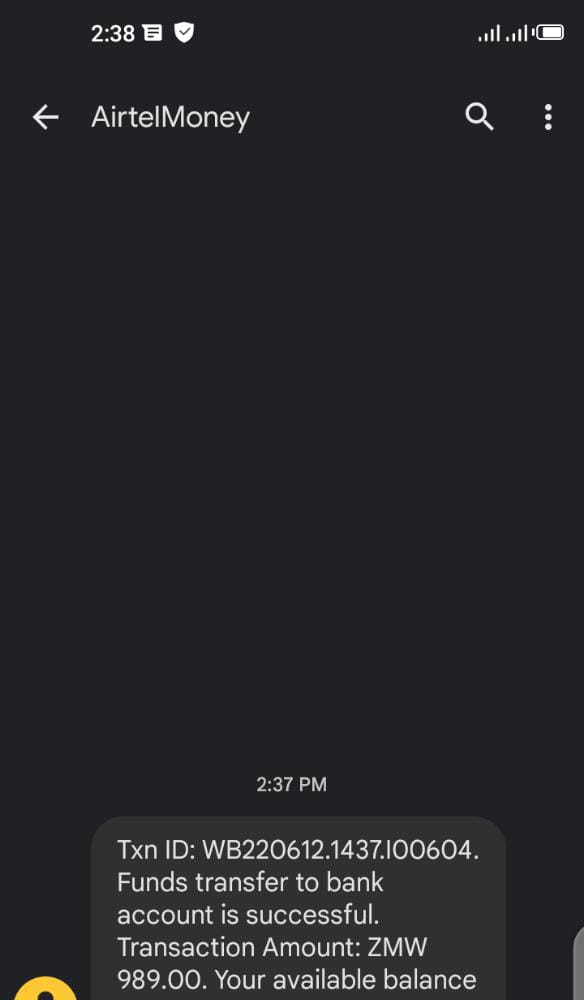 2:38
AirtelMoney
2:37 PM
Txn ID: WB220612.1437.I00604.
Funds transfer to bank
account is successful.
Transaction Amount: ZMW
989.00. Your available balance